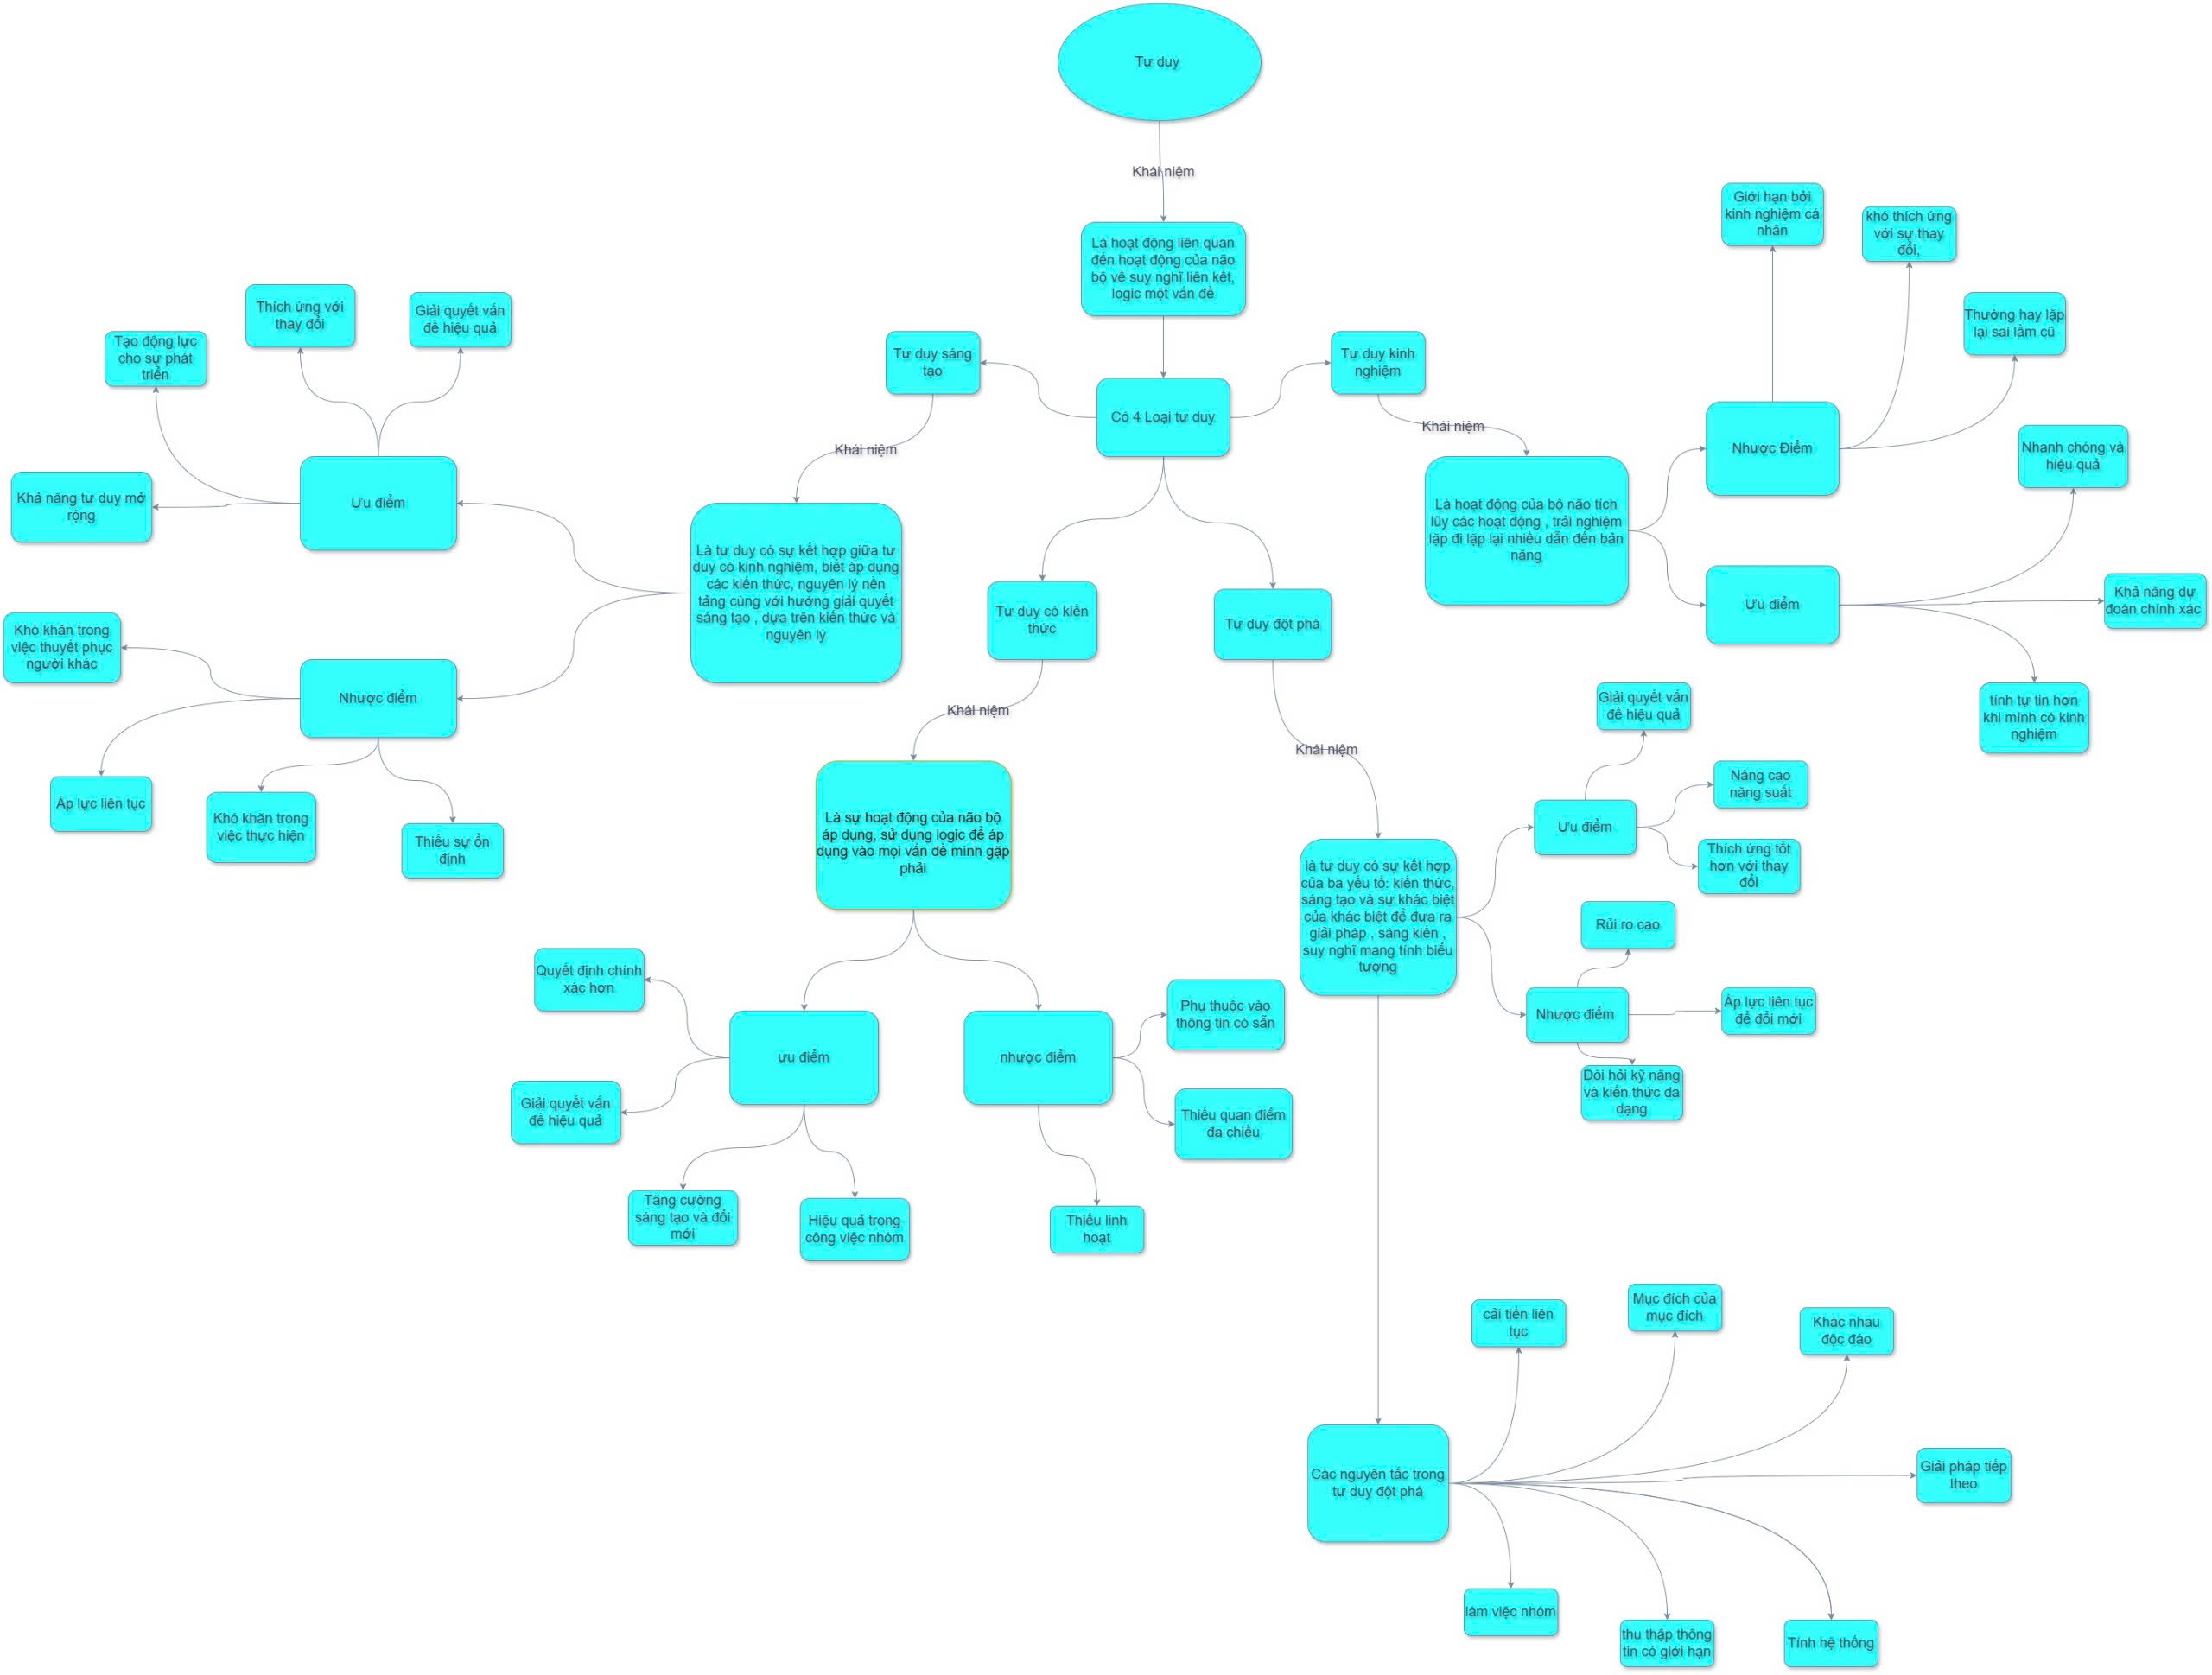 Tư duy
Khái niệm
Là hoạt động liên quan
đến hoạt động của não
bộ về suy nghĩ liên kết,
logic một vấn đề
Có 4 Loại tư duy
Tư duy sáng
tạo
Khái niệm
Là tư duy có sự kết hợp giữa tư
duy có kinh nghiệm, biết áp dụng
các kiến thức, nguyên lý nền
tảng cùng với hướng giải quyết
sáng tạo , dựa trên kiến thức và
nguyên lý
Ưu điểm
Giải quyết vấn
đề hiệu quả
Thích ứng với
thay đổi
Tạo động lực
cho sự phát
triển
Khả năng tư duy mở
rộng
Nhược điểm
Khó khăn trong
việc thuyết phục
người khác
Áp lực liên tục
Khó khăn trong
việc thực hiện
Thiếu sự ổn
định
Tư duy kinh
nghiệm
Khái niệm
Là hoạt động của bộ não tích
lũy các hoạt động , trải nghiệm
lặp đi lặp lại nhiều dẫn đến bản
năng
Nhược Điểm
Giới hạn bởi
kinh nghiệm cá
nhân
khó thích ứng
với sự thay
đổi,
Thường hay lặp
lại sai lầm cũ
Ưu điểm
Nhanh chóng và
hiệu quả
Khả năng dự
đoán chính xác
tính tự tin hơn
khi mình có kinh
nghiệm
Tư duy có kiến
thức
Khái niệm
Là sự hoạt động của não bộ
áp dụng, sử dụng logic để áp
dụng vào mọi vấn đề mình gặp
phải
ưu điểm
Quyết định chính
xác hơn
Giải quyết vấn
đề hiệu quả
Tăng cường
sáng tạo và đổi
mới
Hiệu quả trong
công việc nhóm
nhược điểm
Phụ thuộc vào
thông tin có sẵn
Thiếu quan điểm
đa chiều
Thiếu linh
hoạt
Tư duy đột phá
Khái niệm
là tư duy có sự kết hợp
của ba yếu tố: kiến thức,
sáng tạo và sự khác biệt
của khác biệt để đưa ra
giải pháp , sáng kiến ,
suy nghĩ mang tính biểu
tượng
Ưu điểm
Giải quyết vấn
đề hiệu quả
Nâng cao
năng suất
Thích ứng tốt
hơn với thay
đổi
Nhược điểm
Rủi ro cao
Áp lực liên tục
để đổi mới
Đòi hỏi kỹ năng
và kiến thức đa
dạng
Các nguyên tắc trong
tư duy đột phá
cải tiến liên
tục
Mục đích của
mục đích
Khác nhau
độc đáo
Giải pháp tiếp
theo
làm việc nhóm
thu thập thông
tin có giới hạn
Tính hệ thống